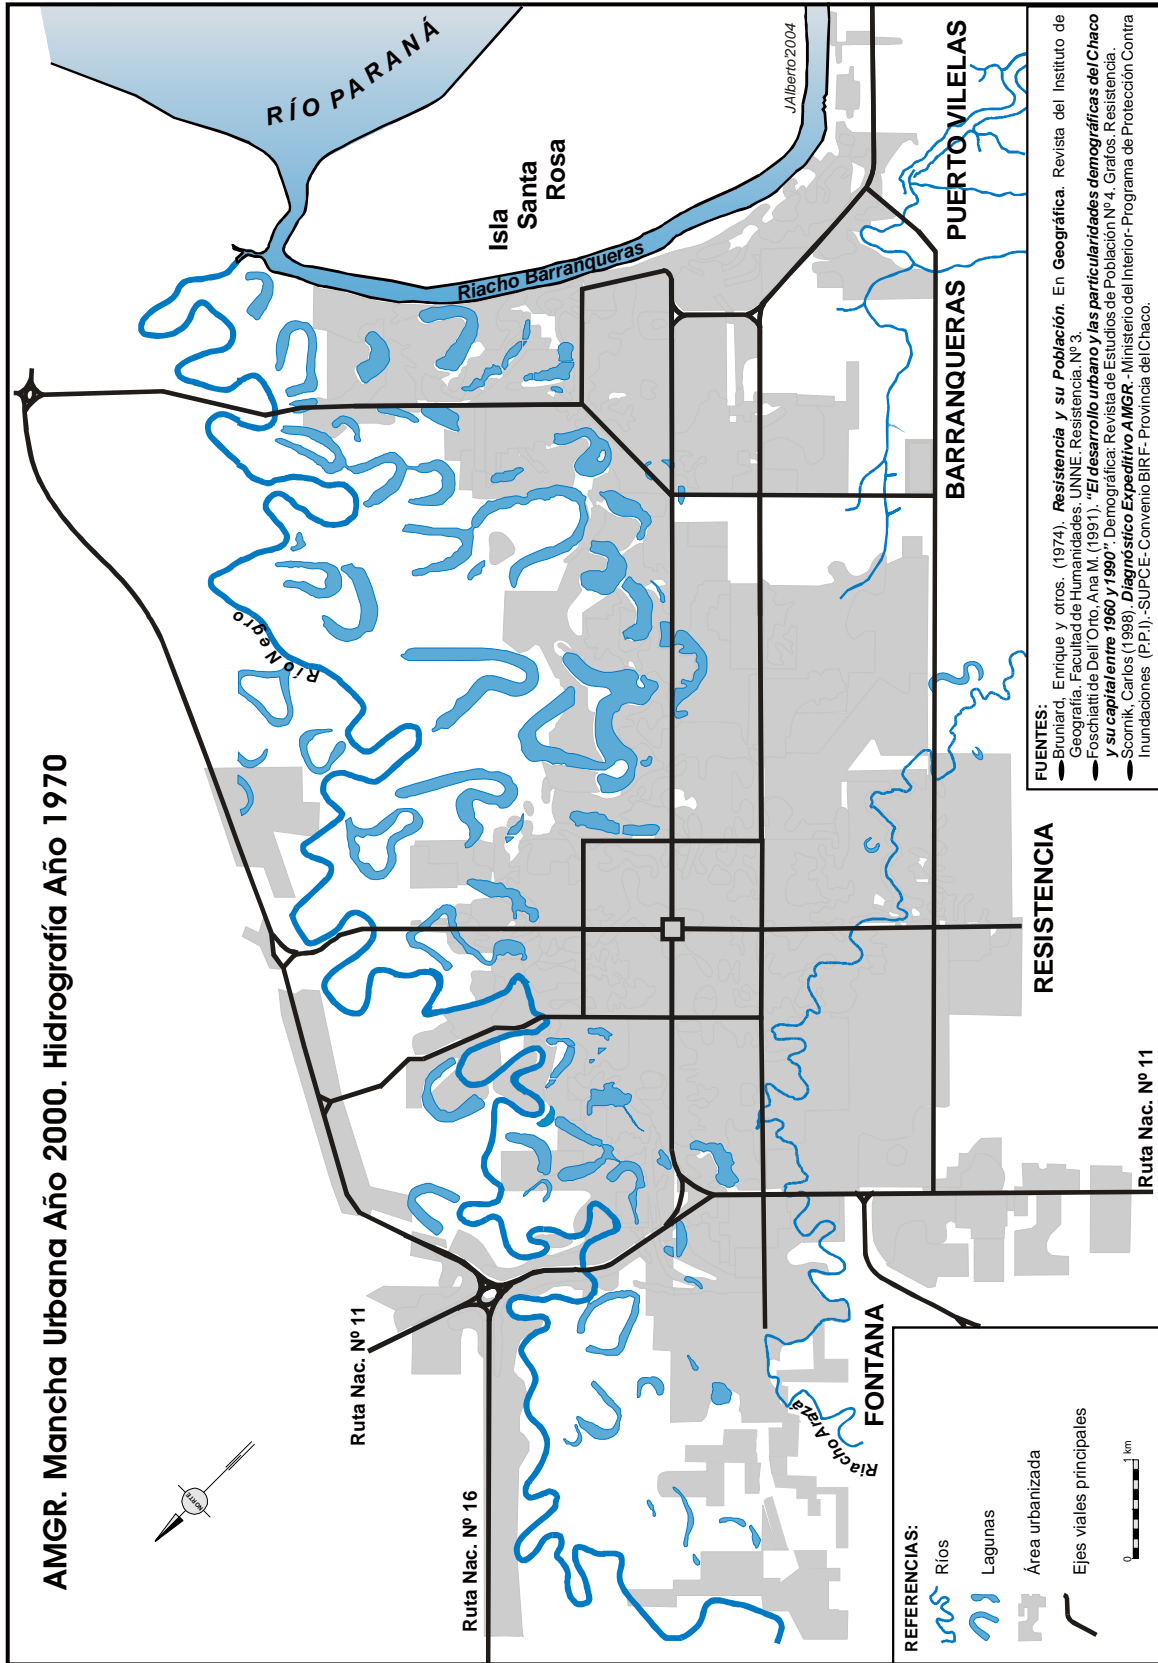 AMGR. Mancha Urbana Año 2000. Hidrografía Año 1970
RÍO PARANÁ
Isla
Santa
Rosa
Riacho Barranqueras
JAlberto'2004
Río Negro
Ruta Nac. Nº 11
Ruta Nac. Nº 16
NORTE
PUERTO VILELAS
BARRANQUERAS
RESISTENCIA
FONTANA
Riacho Arazá
Ruta Nac. Nº 11
REFERENCIAS:
Ríos
Lagunas
Área urbanizada
Ejes viales principales
0 1 km
FUENTES:
Bruniard, Enrique y otros. (1974). Resistencia y su Población. En Geográfica. Revista del Instituto de
Geografía. Facultad de Humanidades. UNNE. Resistencia. Nº 3.
Foschiatti de Dell'Orto, Ana M. (1991). "El desarrollo urbano y las particularidades demográficas del Chaco
y su capital entre 1960 y 1990". Demográfica: Revista de Estudios de Población Nº 4. Grafos. Resistencia.
Scornik, Carlos (1998). Diagnóstico Expeditivo AMGR. -Ministerio del Interior- Programa de Protección Contra
Inundaciones (P.P.I).-SUPCE- Convenio BIRF- Provincia del Chaco.